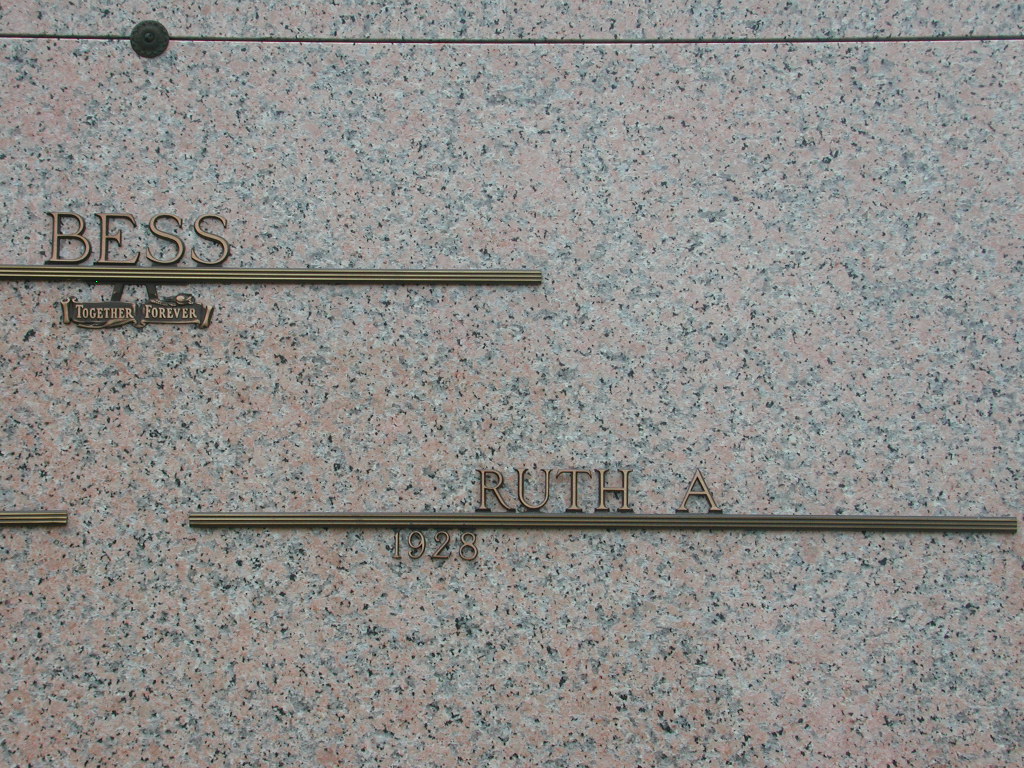 BESS
TOGETHER FOREVER
RUTH A
1928